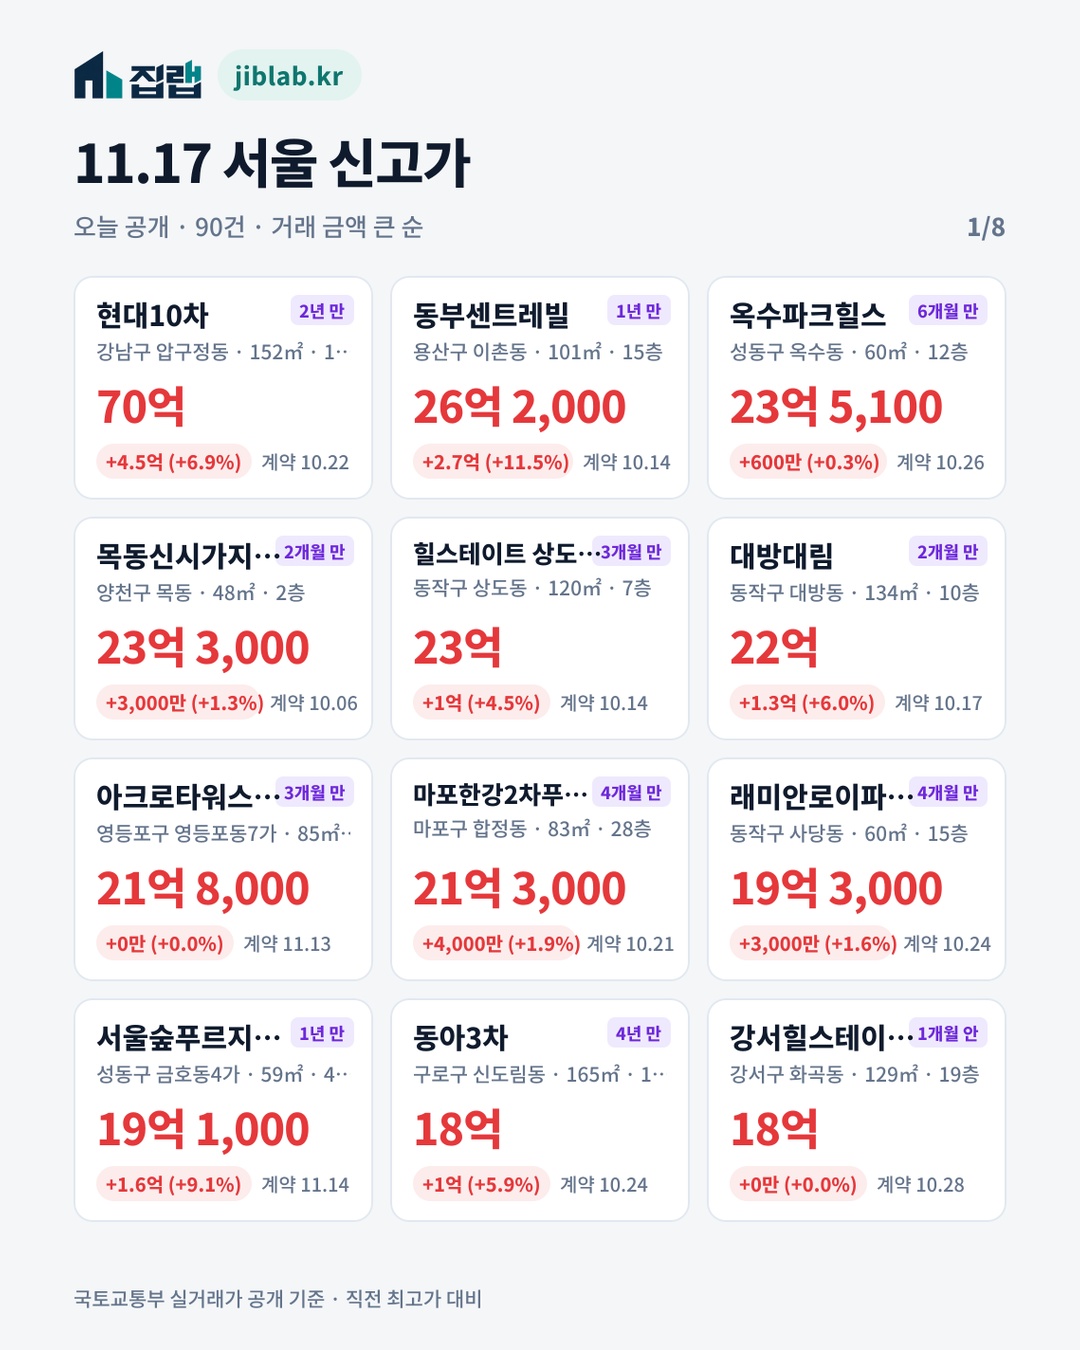 집랩 jiblab.kr
11.17 서울 신고가
오늘 공개 · 90건 · 거래 금액 큰 순 1/8
현대10차 2년 만
강남구 압구정동 · 152㎡ · 1··
70억
+4.5억 (+6.9%) 계약 10.22
동부센트레빌 1년 만
용산구 이촌동 · 101㎡ · 15층
26억 2,000
+2.7억 (+11.5%) 계약 10.14
옥수파크힐스 6개월 만
성동구 옥수동 · 60㎡ · 12층
23억 5,100
+600만 (+0.3%) 계약 10.26
목동신시가지··· 2개월 만
양천구 목동 · 48㎡ · 2층
23억 3,000
+3,000만 (+1.3%) 계약 10.06
힐스테이트 상도··· 3개월 만
동작구 상도동 · 120㎡ · 7층
23억
+1억 (+4.5%) 계약 10.14
대방대림 2개월 만
동작구 대방동 · 134㎡ · 10층
22억
+1.3억 (+6.0%) 계약 10.17
아크로타워스··· 3개월 만
영등포구 영등포동7가 · 85㎡··
21억 8,000
+0만 (+0.0%) 계약 11.13
마포한강2차푸··· 4개월 만
마포구 합정동 · 83㎡ · 28층
21억 3,000
+4,000만 (+1.9%) 계약 10.21
래미안로이파··· 4개월 만
동작구 사당동 · 60㎡ · 15층
19억 3,000
+3,000만 (+1.6%) 계약 10.24
서울숲푸르지··· 1년 만
성동구 금호동4가 · 59㎡ · 4··
19억 1,000
+1.6억 (+9.1%) 계약 11.14
동아3차 4년 만
구로구 신도림동 · 165㎡ · 1··
18억
+1억 (+5.9%) 계약 10.24
강서힐스테이··· 1개월 안
강서구 화곡동 · 129㎡ · 19층
18억
+0만 (+0.0%) 계약 10.28
국토교통부 실거래가 공개 기준 · 직전 최고가 대비